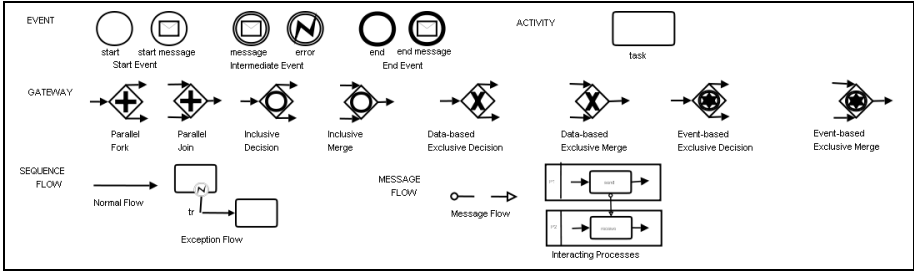 EVENT
ACTIVITY
start
start message
message
error
end
end message
Start Event
Intermediate Event
End Event
task
GATEWAY
Parallel
Fork
Parallel
Join
Inclusive
Decision
Inclusive
Merge
Data-based
Exclusive Decision
Data-based
Exclusive Merge
Event-based
Exclusive Decision
Event-based
Exclusive Merge
SEQUENCE
FLOW
Normal Flow
tr
Exception Flow
MESSAGE
FLOW
Message Flow
Interacting Processes